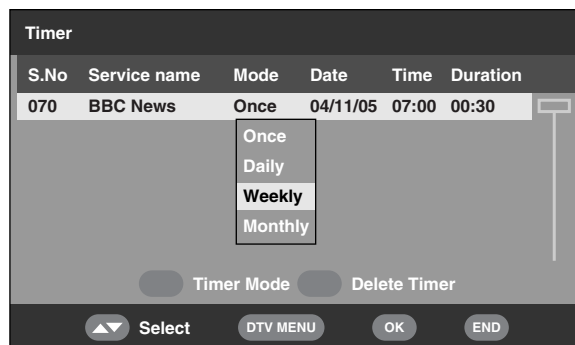 Timer
S.No Service name Mode Date Time Duration
070 BBC News Once 04/11/05 07:00 00:30
Once
Daily
Weekly
Monthly
Timer Mode Delete Timer
Select DTV MENU OK END